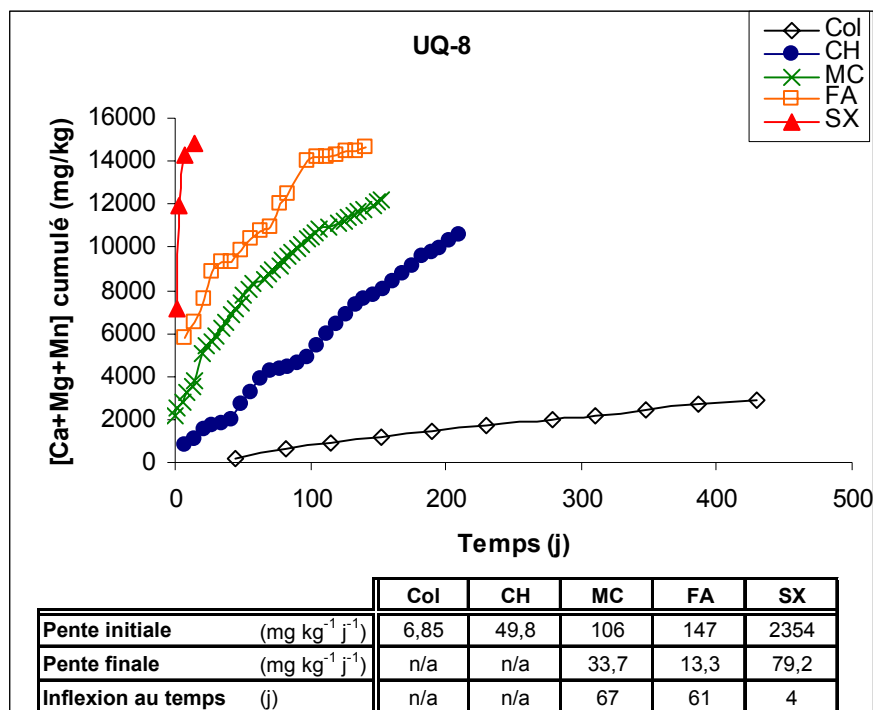 UQ-8
Col
CH
MC
FA
SX
[Ca+Mg+Mn] cumulé (mg/kg)
16000
14000
12000
10000
8000
6000
4000
2000
0
0 100 200 300 400 500
Temps (j)
Col CH MC FA SX
Pente initiale (mg kg-1 j-1) 6,85 49,8 106 147 2354
Pente finale (mg kg-1 j-1) n/a n/a 33,7 13,3 79,2
Inflexion au temps (j) n/a n/a 67 61 4